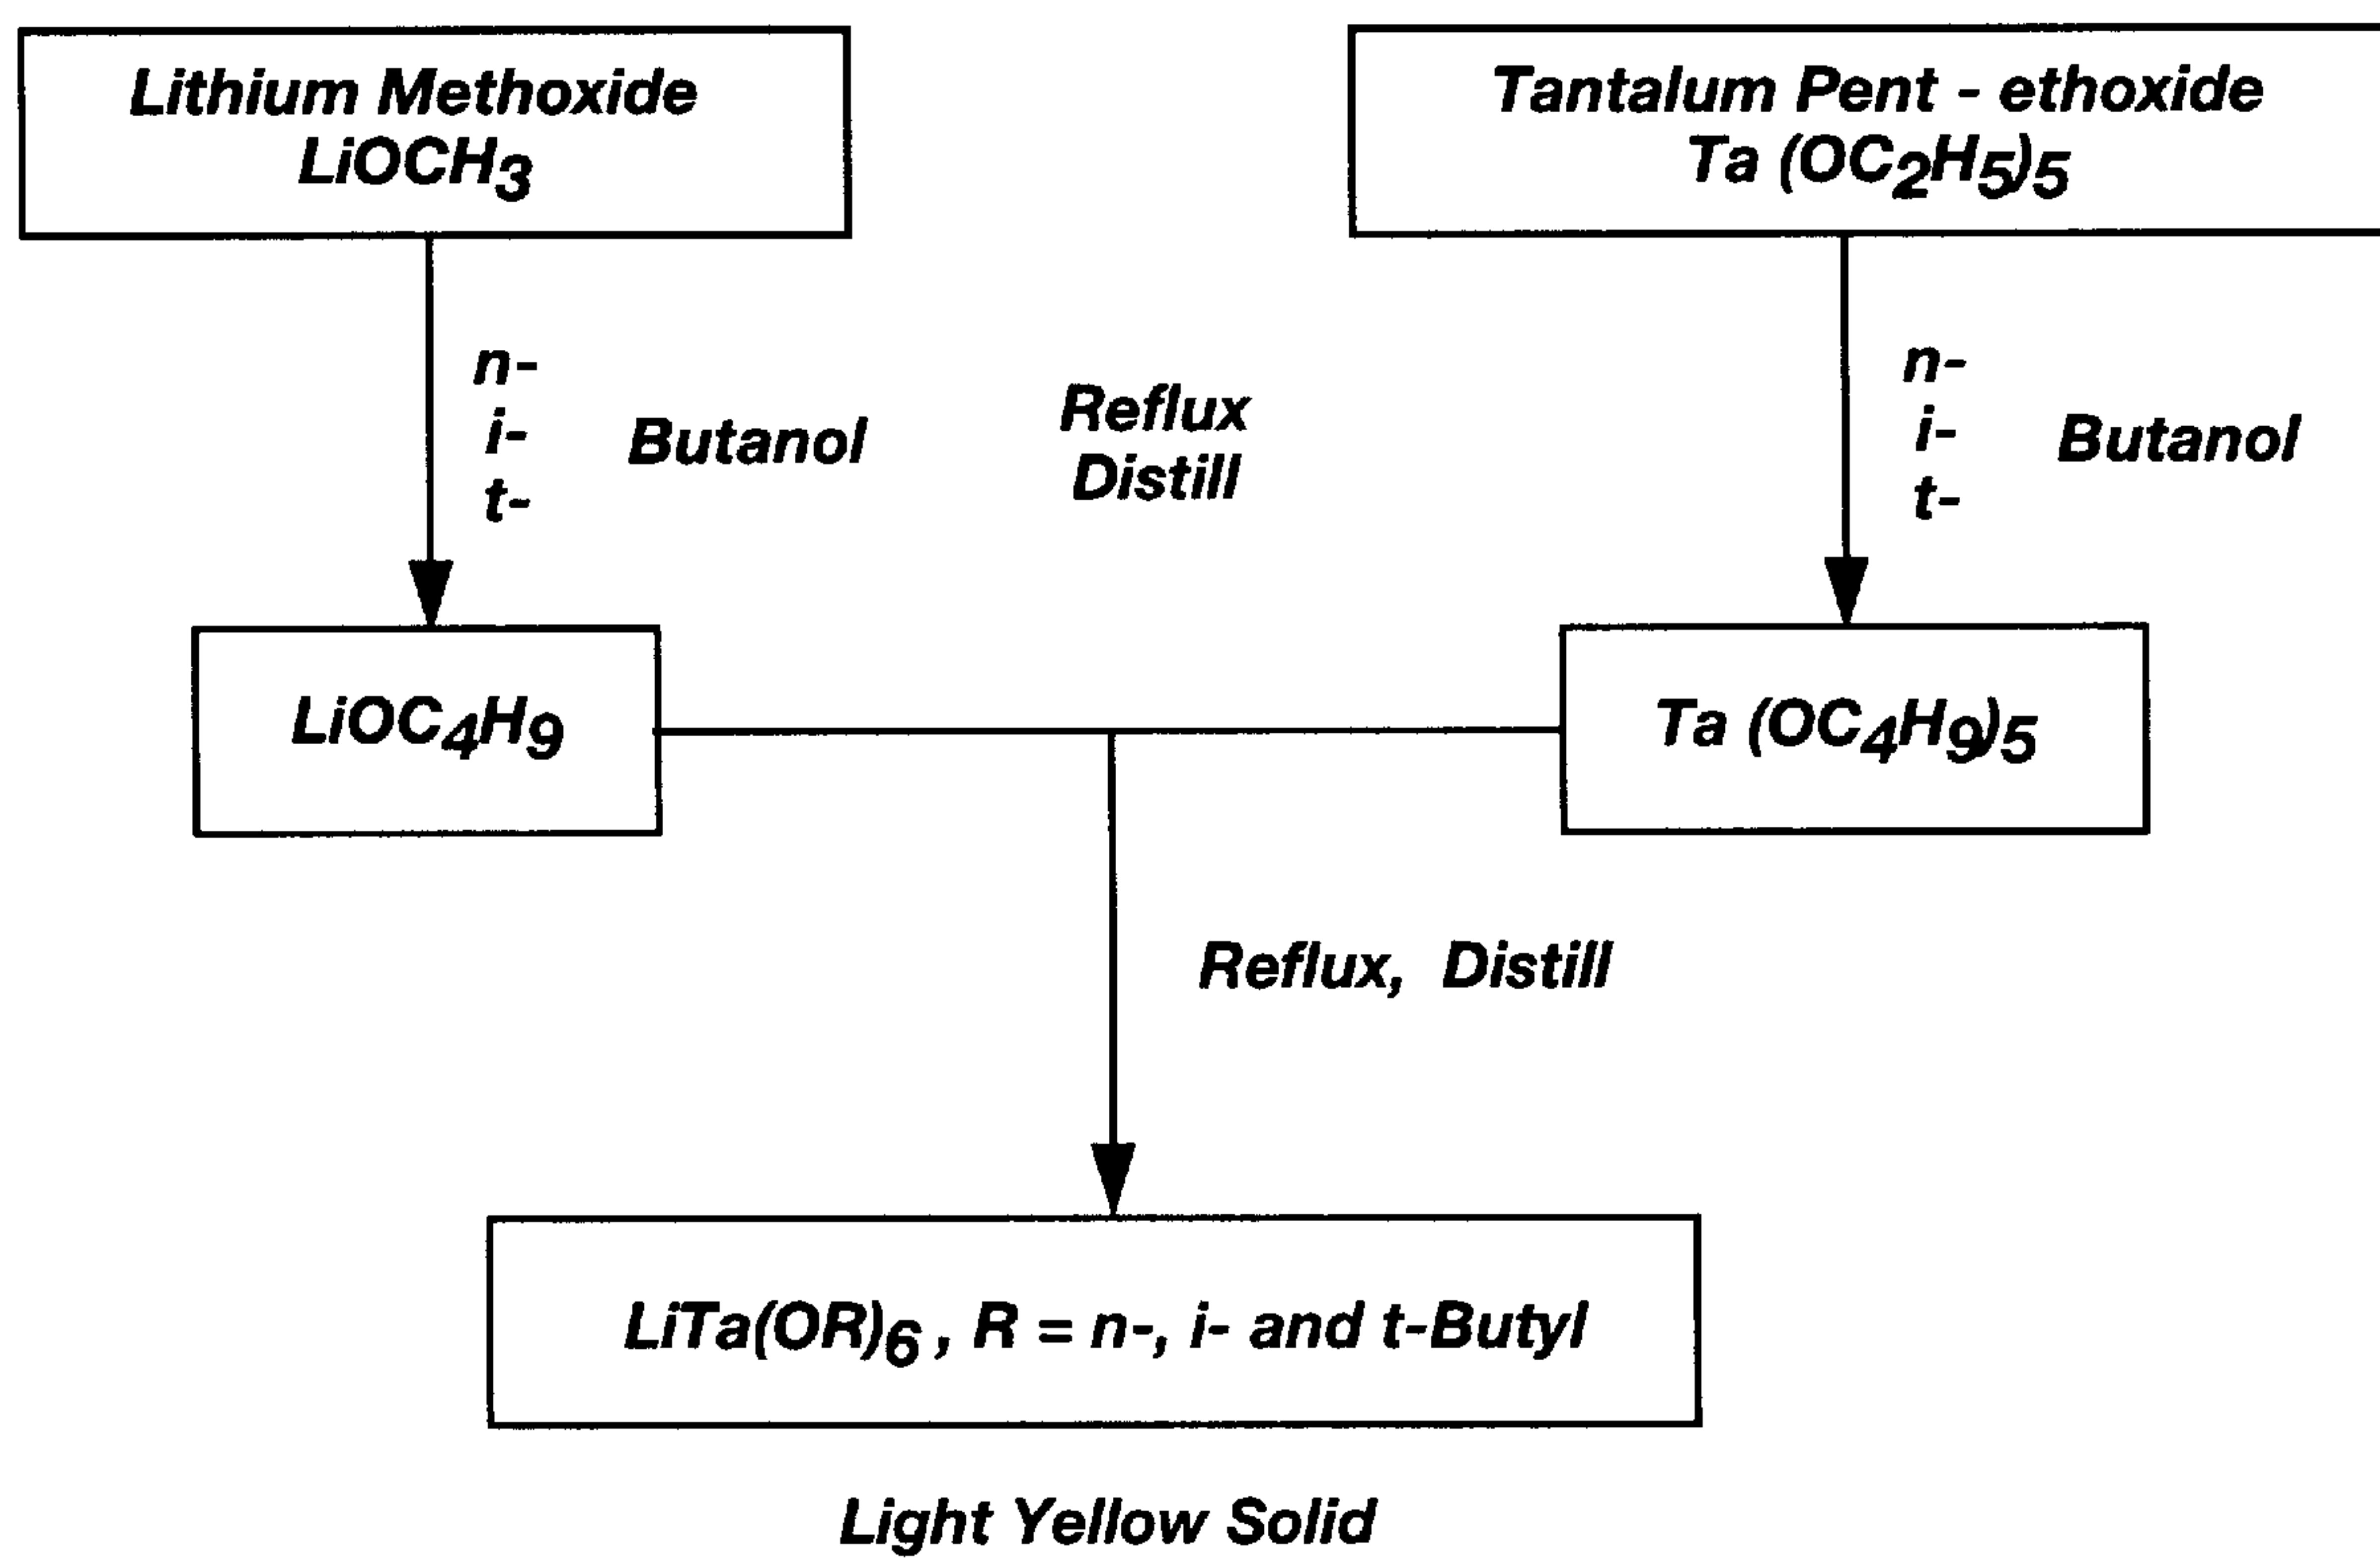 Lithium Methoxide
LiOCH3
Tantalum Pent - ethoxide
Ta (OC2H5)5
n-
i-
t-
Butanol
Reflux
Distill
n-
i-
t-
Butanol
LiOC4H9
Ta (OC4H9)5
Reflux, Distill
LiTa(OR)6 , R = n-, i- and t-Butyl
Light Yellow Solid